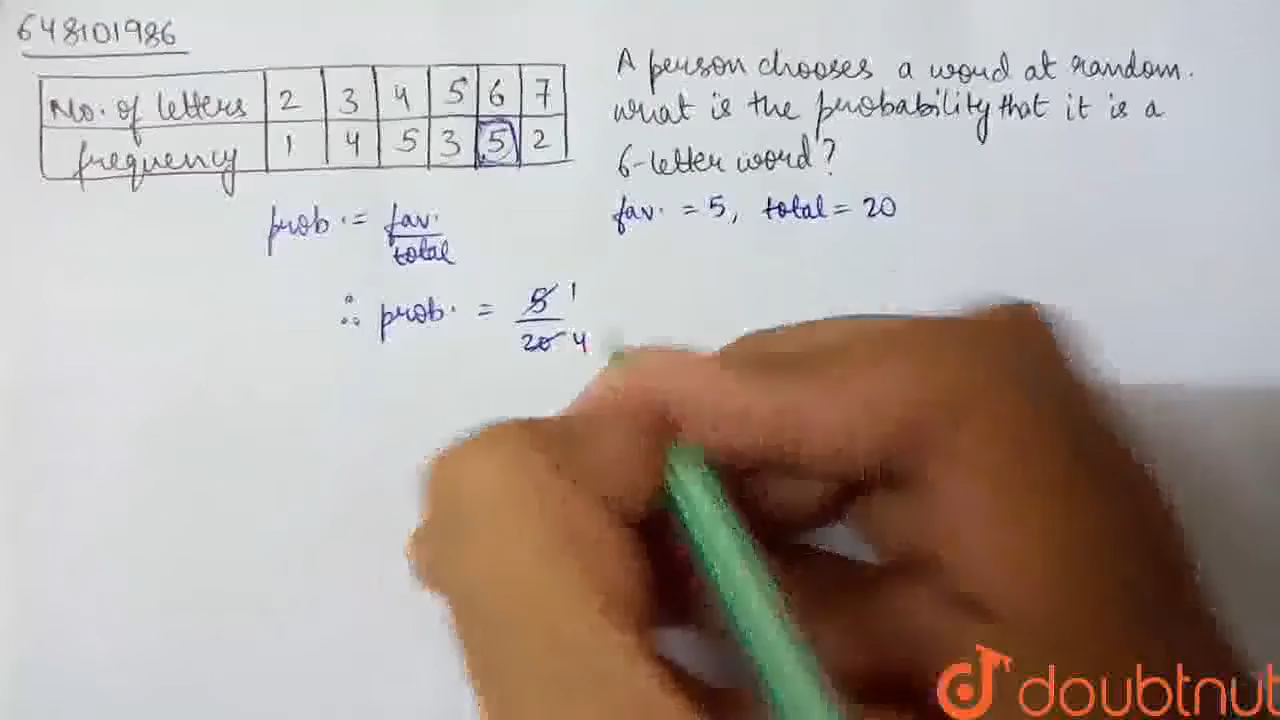 648101986
No. of letters 2 3 4 5 6 7
frequency 1 4 5 3 5 2
A person chooses a word at random.
what is the probability that it is a
6-letter word?
fav. = 5, total = 20
prob. = fav. / total
∴ prob. = 5 1 / 20 4
doubtnut